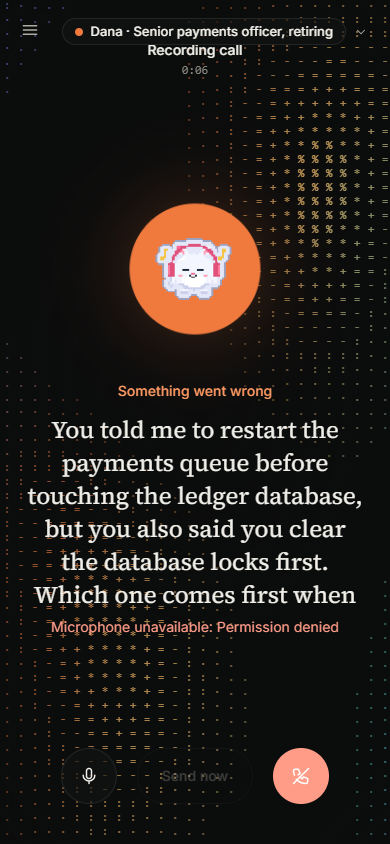 Dana · Senior payments officer, retiring
Recording call
0:06
Something went wrong
You told me to restart the
payments queue before
touching the ledger database,
but you also said you clear
the database locks first.
Which one comes first when
Microphone unavailable: Permission denied
Send now